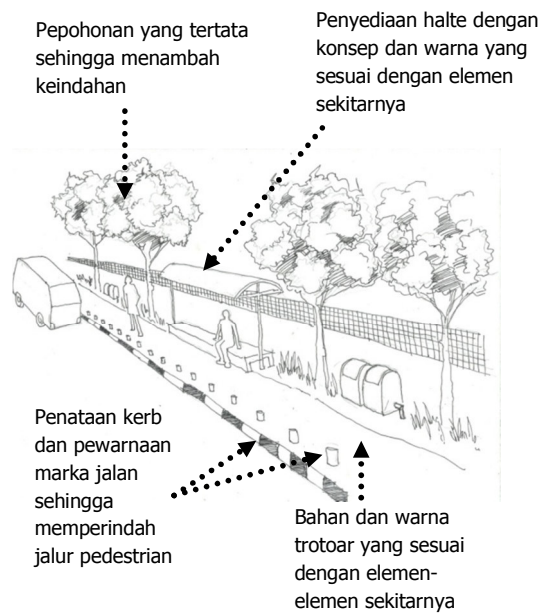 Pepohonan yang tertata
sehingga menambah
keindahan
Penyediaan halte dengan
konsep dan warna yang
sesuai dengan elemen
sekitarnya
Penataan kerb
dan pewarnaan
marka jalan
sehingga
memperindah
jalur pedestrian
Bahan dan warna
trotoar yang sesuai
dengan elemen-
elemen sekitarnya